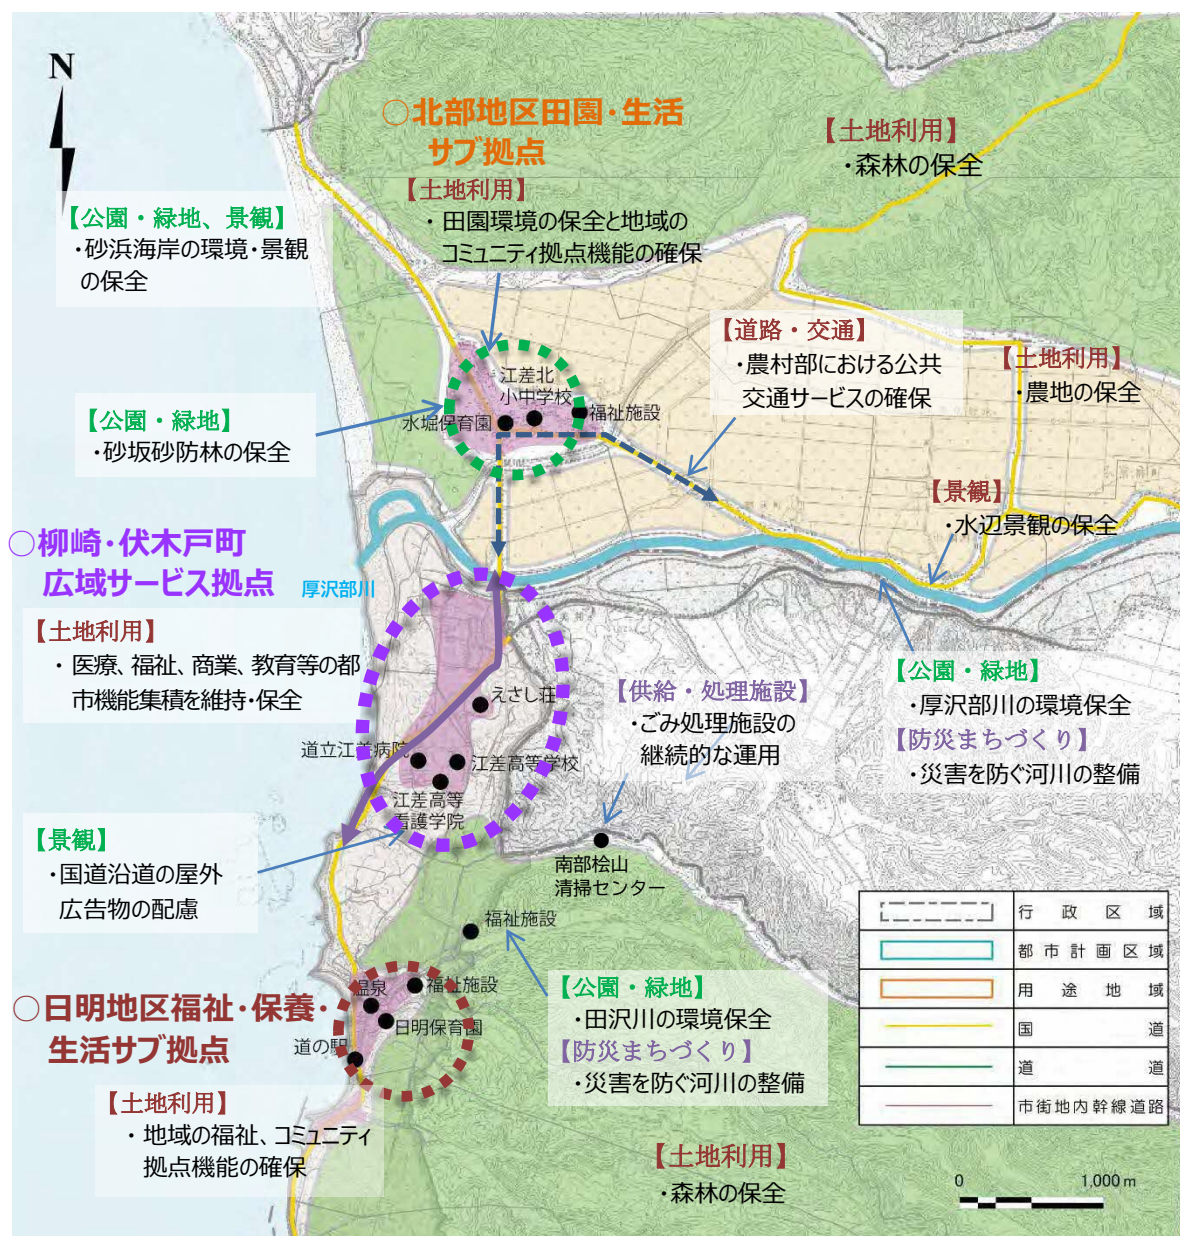 N
○北部地区田園・生活
サブ拠点
【土地利用】
・田園環境の保全と地域の
コミュニティ拠点機能の確保
【土地利用】
・森林の保全
【公園・緑地、景観】
・砂浜海岸の環境・景観
の保全
【道路・交通】
・農村部における公共
交通サービスの確保
【土地利用】
・農地の保全
江差北
小中学校
福祉施設
水堀保育園
【公園・緑地】
・砂坂砂防林の保全
【景観】
・水辺景観の保全
○柳崎・伏木戸町
広域サービス拠点
厚沢部川
【土地利用】
・医療、福祉、商業、教育等の都
市機能集積を維持・保全
えさし荘
道立江差病院
江差高等学校
江差高等
看護学院
【供給・処理施設】
・ごみ処理施設の
継続的な運用
【公園・緑地】
・厚沢部川の環境保全
【防災まちづくり】
・災害を防ぐ河川の整備
【景観】
・国道沿道の屋外
広告物の配慮
南部桧山
清掃センター
福祉施設
○日明地区福祉・保養・
生活サブ拠点
温泉
福祉施設
日明保育園
道の駅
【公園・緑地】
・田沢川の環境保全
【防災まちづくり】
・災害を防ぐ河川の整備
【土地利用】
・地域の福祉、コミュニティ
拠点機能の確保
【土地利用】
・森林の保全
行政区域
都市計画区域
用途地域
国道
道道
市街地内幹線道路
0 1,000m